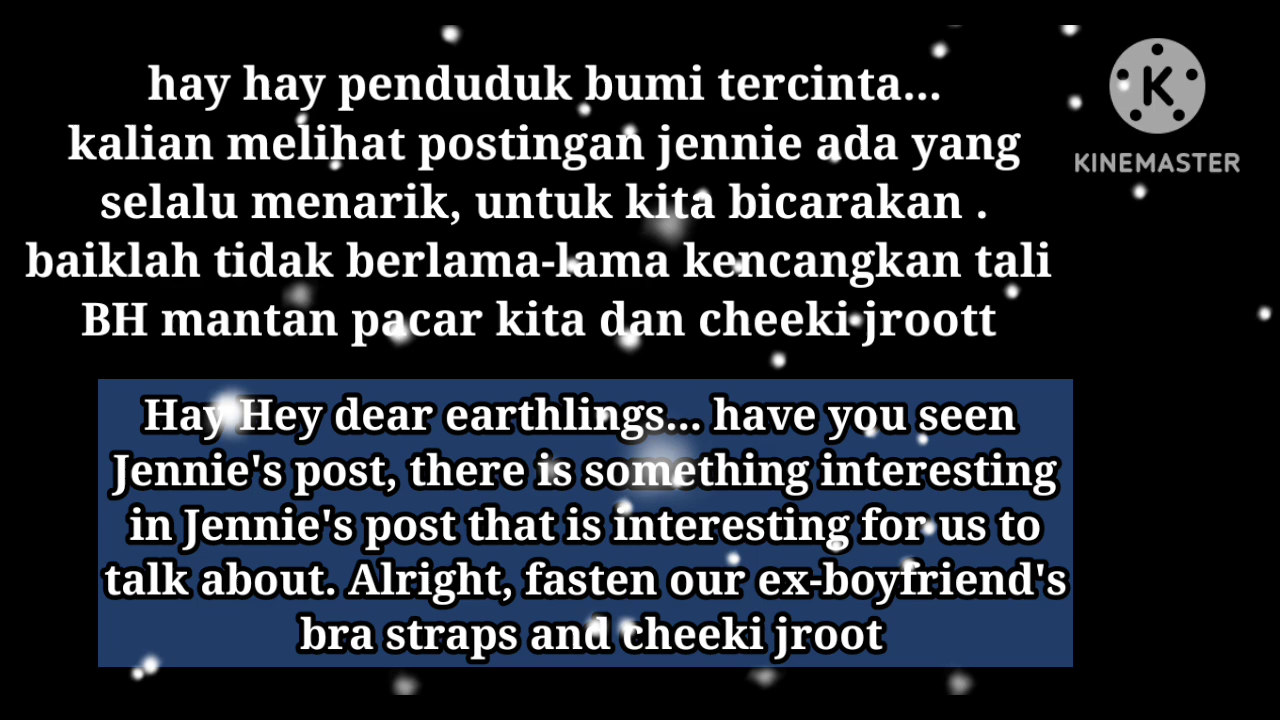 hay hay penduduk bumi tercinta...
kalian melihat postingan jennie ada yang
selalu menarik, untuk kita bicarakan .
baiklah tidak berlama-lama kencangkan tali
BH mantan pacar kita dan cheeki jroott
Hay Hey dear earthlings... have you seen
Jennie's post, there is something interesting
in Jennie's post that is interesting for us to
talk about. Alright, fasten our ex-boyfriend's
bra straps and cheeki jroot
K
KINEMASTER